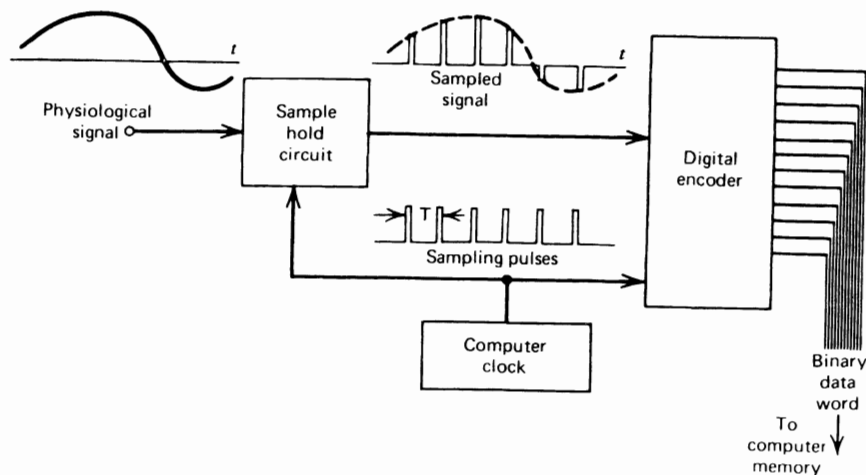 t
Physiological
signal
Sample
hold
circuit
t
Sampled
signal
Digital
encoder
T
Sampling pulses
Computer
clock
Binary
data
word
To
computer
memory